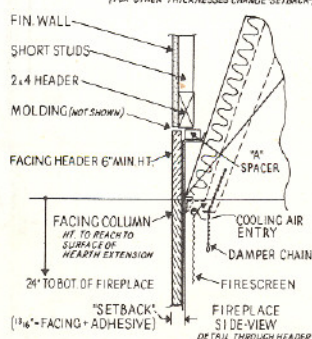 (FOR OTHER THICKNESSES CHANGE SETBACK)
FIN. WALL
SHORT STUDS
2x4 HEADER
MOLDING (NOT SHOWN)
FACING HEADER 6" MIN. HT.
"A"
SPACER
FACING COLUMN
HT. TO REACH TO
SURFACE OF
HEARTH EXTENSION
COOLING AIR
ENTRY
DAMPER CHAIN
24" TO BOT. OF FIREPLACE
FIRESCREEN
"SETBACK"
(13/16"=FACING + ADHESIVE)
FIREPLACE
SIDE-VIEW
DETAIL THROUGH HEADER